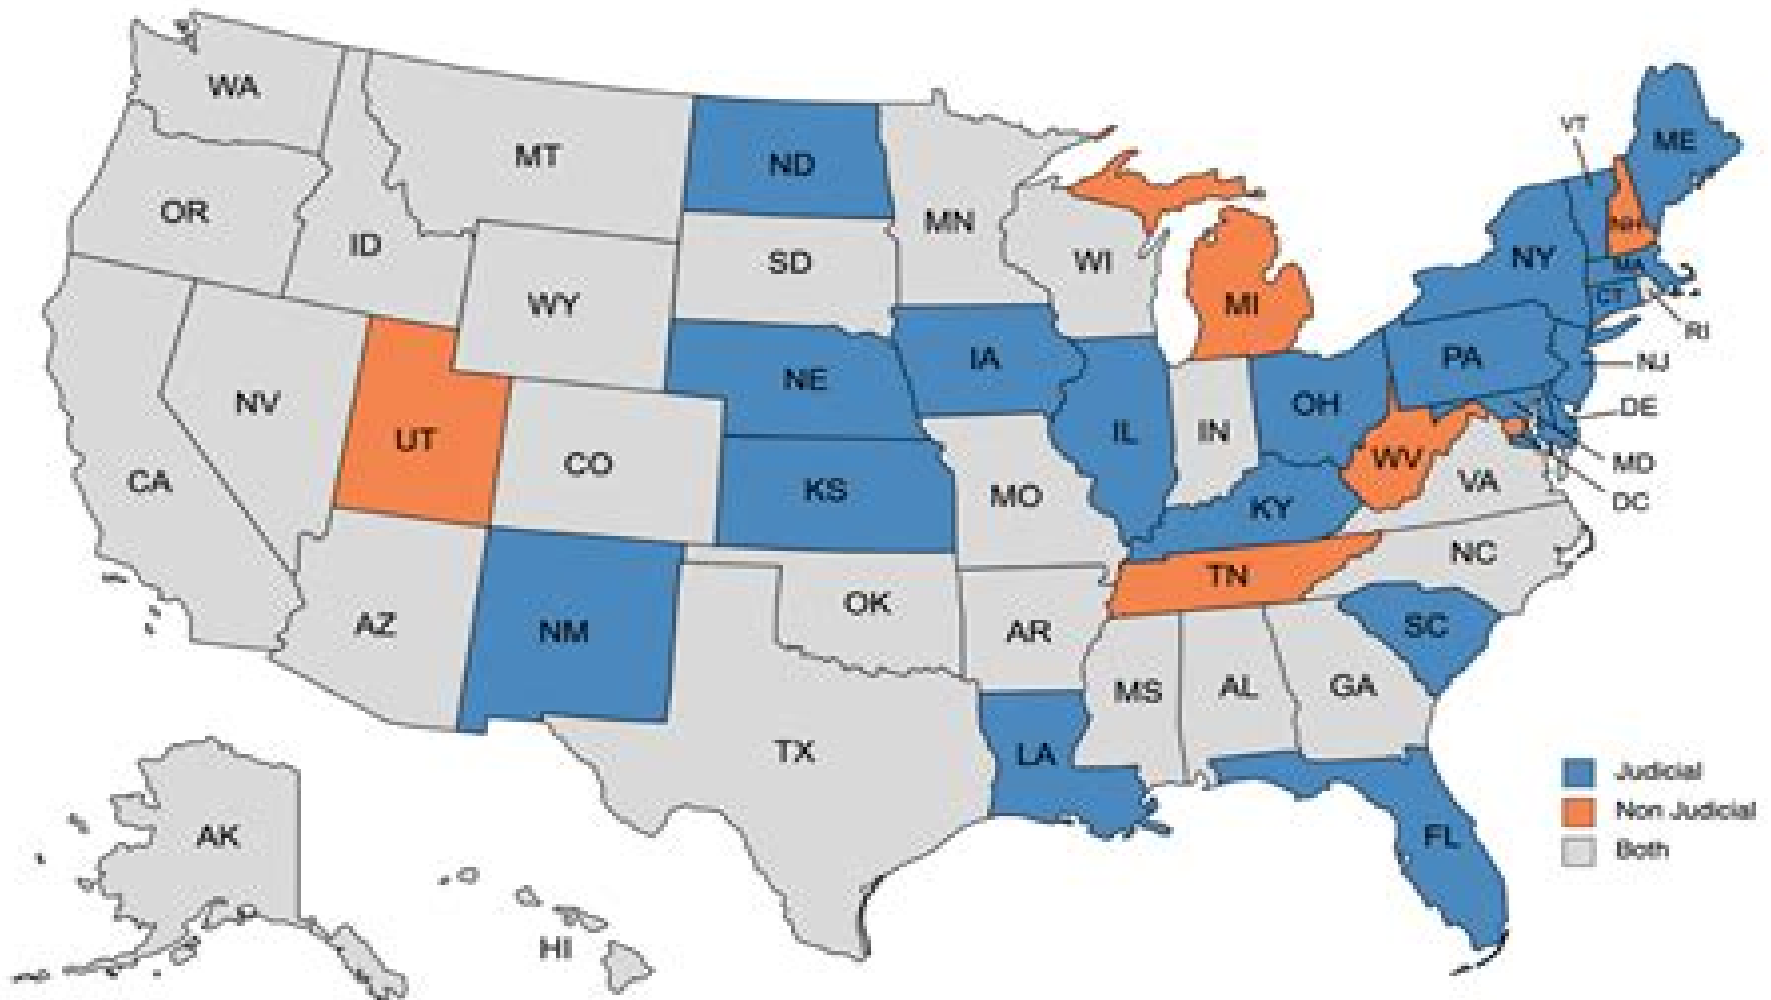 WA
MT
ND
VT
ME
OR
ID
MN
NH
SD
WI
NY
MA
WY
MI
CT
RI
IA
PA
NJ
NE
NV
OH
DE
UT
IL
IN
CO
WV
MD
CA
KS
MO
VA
DC
KY
NC
TN
OK
AZ
NM
AR
SC
MS
AL
GA
TX
LA
Judicial
Non Judicial
AK
FL
Both
HI